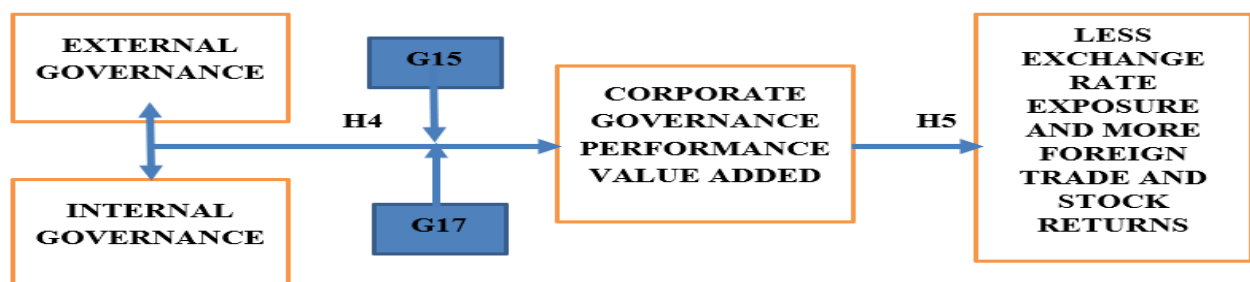 EXTERNAL
GOVERNANCE
INTERNAL
GOVERNANCE
H4
G15
G17
CORPORATE
GOVERNANCE
PERFORMANCE
VALUE ADDED
H5
LESS
EXCHANGE
RATE
EXPOSURE
AND MORE
FOREIGN
TRADE AND
STOCK
RETURNS